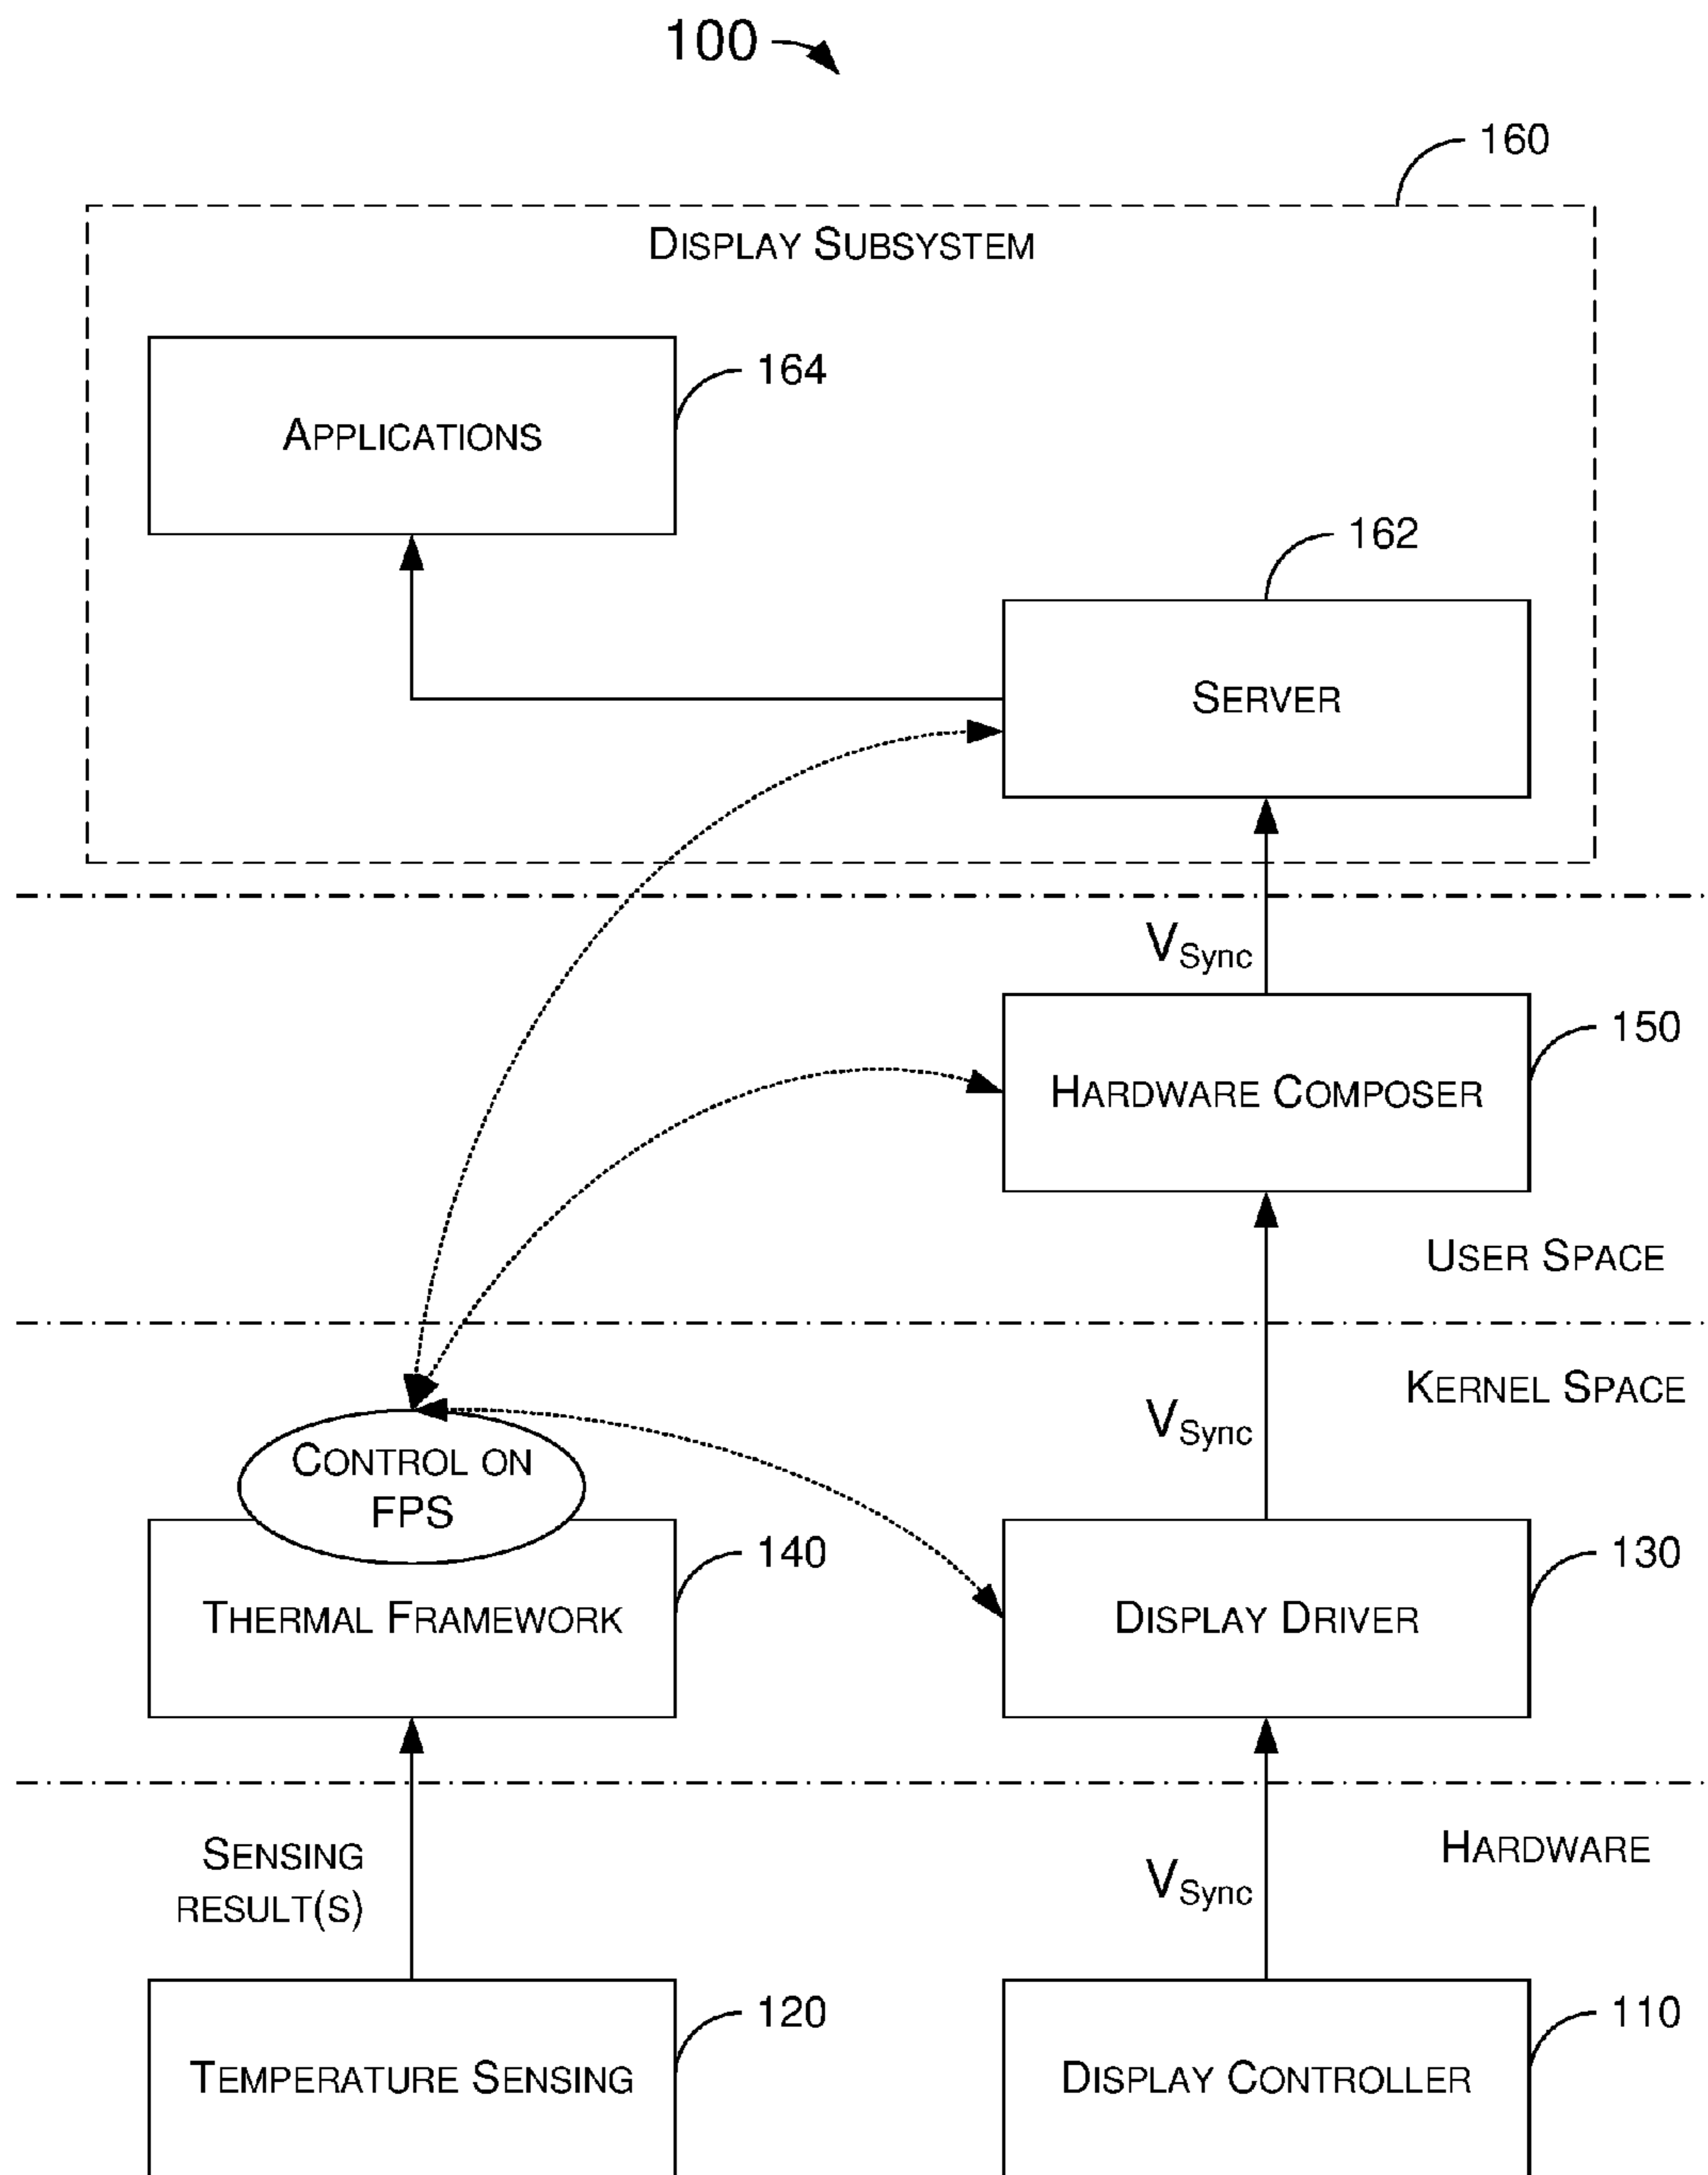 100
160
DISPLAY SUBSYSTEM
164
APPLICATIONS
162
SERVER
VSync
150
HARDWARE COMPOSER
USER SPACE
KERNEL SPACE
VSync
CONTROL ON
FPS
140
130
THERMAL FRAMEWORK
DISPLAY DRIVER
SENSING
RESULT(S)
VSync
HARDWARE
120
110
TEMPERATURE SENSING
DISPLAY CONTROLLER